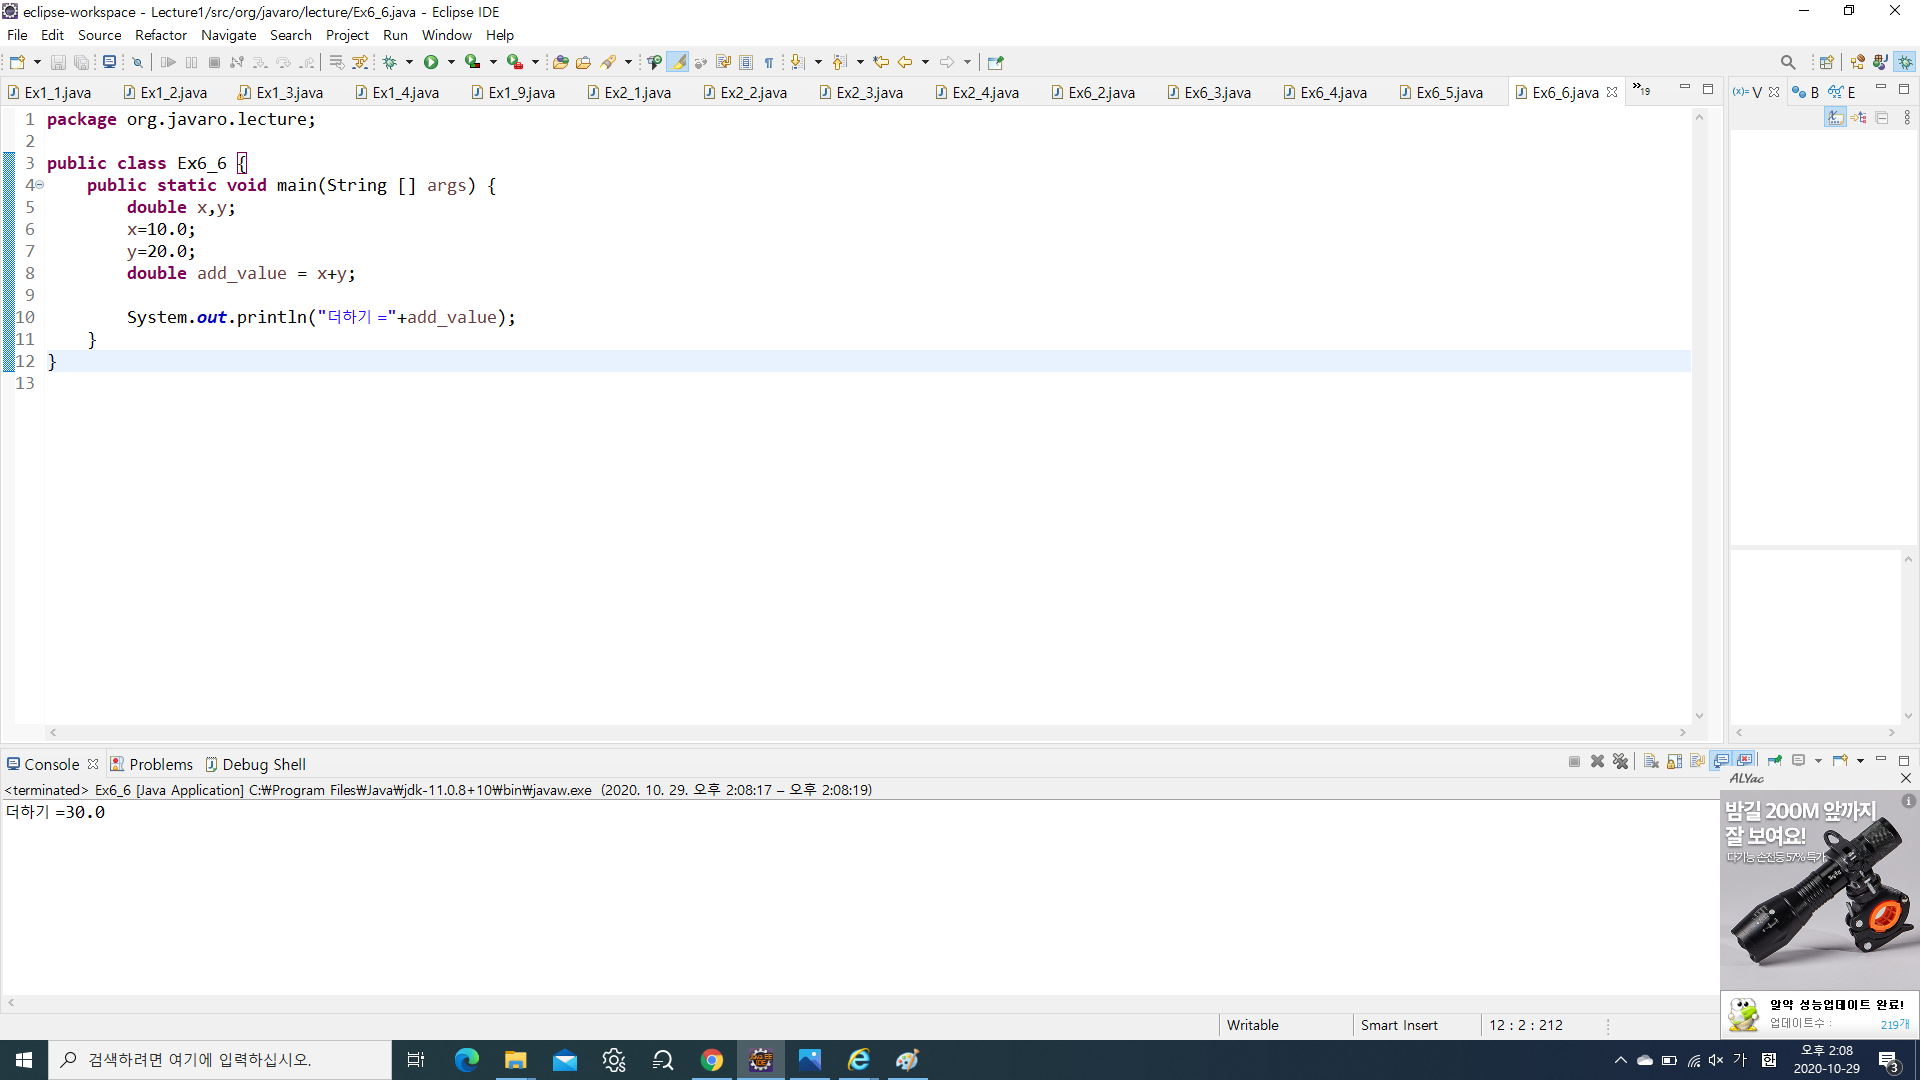 eclipse-workspace - Lecture1/src/org/javaro/lecture/Ex6_6.java - Eclipse IDE
File Edit Source Refactor Navigate Search Project Run Window Help
Ex1_1.java Ex1_2.java Ex1_3.java Ex1_4.java Ex1_9.java Ex2_1.java Ex2_2.java Ex2_3.java Ex2_4.java Ex6_2.java Ex6_3.java Ex6_4.java Ex6_5.java Ex6_6.java »19 (x)= V B E
1 package org.javaro.lecture;
2
3 public class Ex6_6 {
4 public static void main(String [] args) {
5 double x,y;
6 x=10.0;
7 y=20.0;
8 double add_value = x+y;
9
10 System.out.println("더하기 ="+add_value);
11 }
12 }
13
Console Problems Debug Shell
<terminated> Ex6_6 [Java Application] C:₩Program Files₩Java₩jdk-11.0.8+10₩bin₩javaw.exe (2020. 10. 29. 오후 2:08:17 – 오후 2:08:19)
더하기 =30.0
ALYac
밤길 200M 앞까지
잘 보여요!
다기능 손전등 57% 특가
알약 성능업데이트 완료!
업데이트수 : 219개
Writable Smart Insert 12 : 2 : 212
검색하려면 여기에 입력하십시오.
가 한 오후 2:08
2020-10-29
3